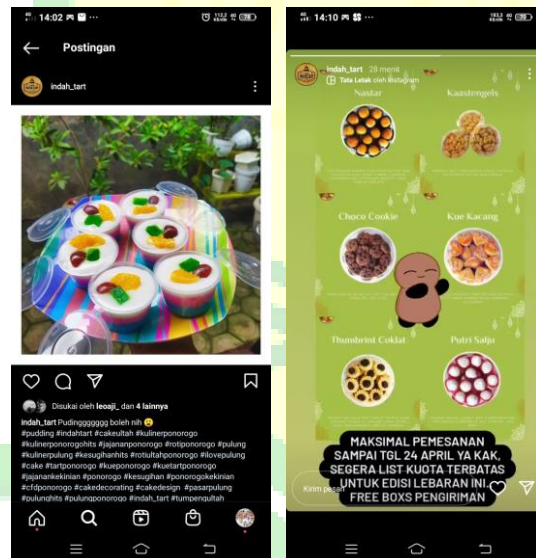 14:02
Postingan
indah_tart
Disukai oleh leoaji_ dan 4 lainnya
indah_tart Pudinggggggg boleh nih 😮
#pudding #indahtart #cakeultah #kulinerponorogo
#kulinerponorogohits #jajananponorogo #rotiponorogo #pulung
#kulinerpulung #kesugihanhits #rotiultahponorogo #ilovepulung
#cake #tartponorogo #kueponorogo #kuetartponorogo
#jajanankekinian #ponorogo #kesugihan #ponorogokekinian
#cfdponorogo #cakedecorating #cakedesign #pasarpulung
#pulunghits #pulungponorogo #indah_tart #tumpengultah
14:10
indah_tart 28 menit
Tata Letak oleh Instagram
Nastar
Kaastengels
Choco Cookie
Kue Kacang
Thumbrint Coklat
Putri Salju
MAKSIMAL PEMESANAN
SAMPAI TGL 24 APRIL YA KAK,
SEGERA LIST KUOTA TERBATAS
UNTUK EDISI LEBARAN INI.
FREE BOXS PENGIRIMAN
Kirim pesan